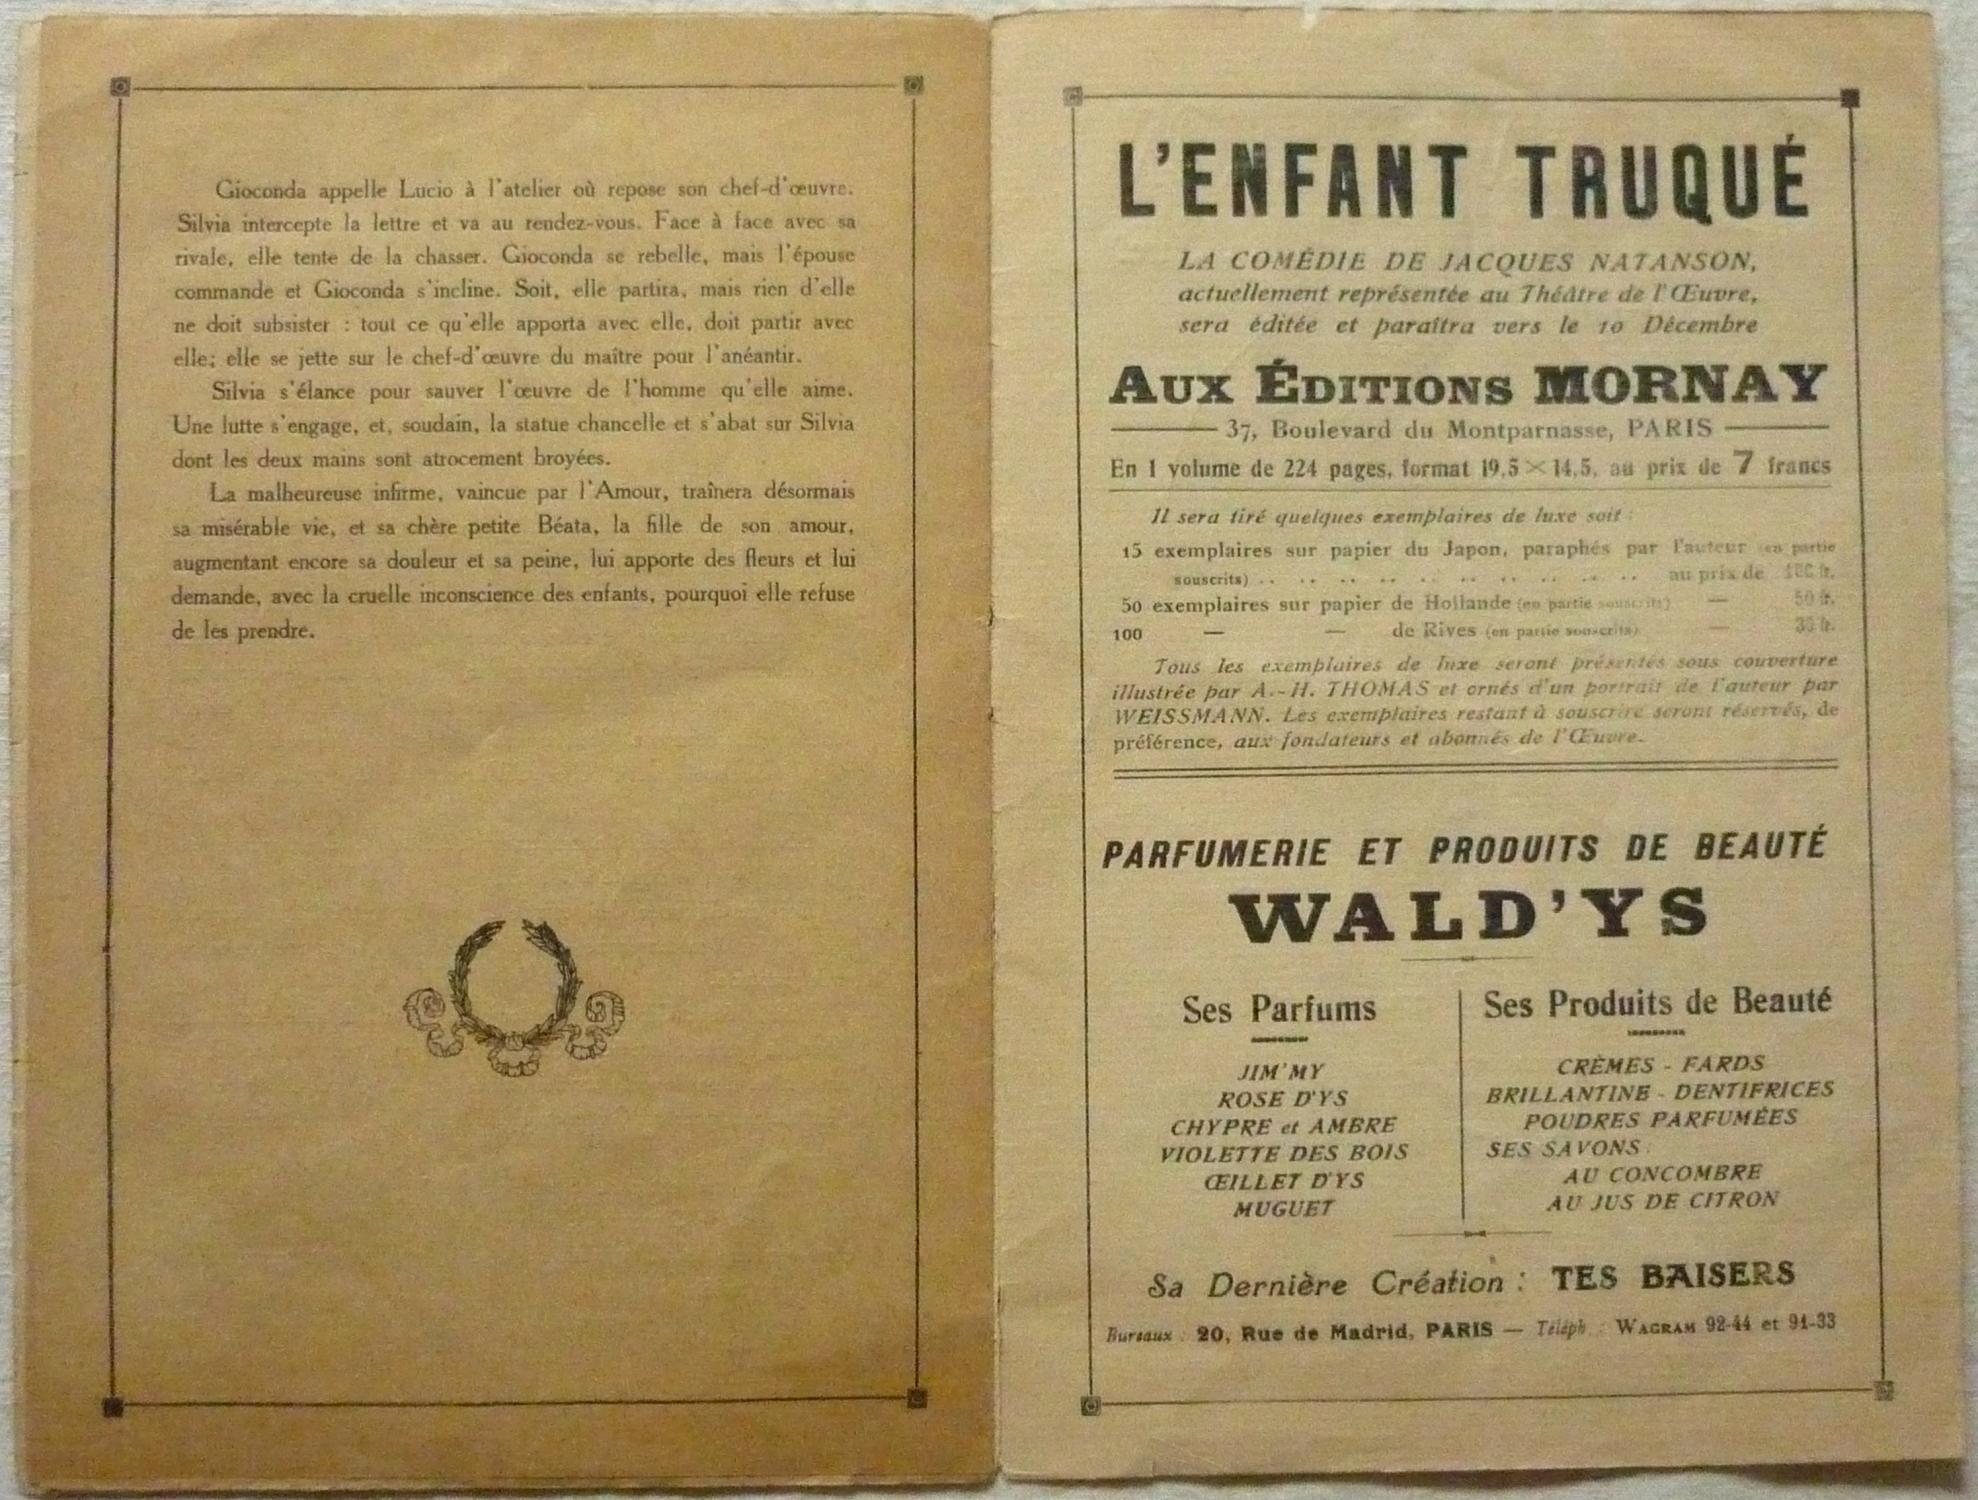 Gioconda appelle Lucio à l'atelier où repose son chef-d'œuvre.
Silvia intercepte la lettre et va au rendez-vous. Face à face avec sa
rivale, elle tente de la chasser. Gioconda se rebelle, mais l'épouse
commande et Gioconda s'incline. Soit, elle partira, mais rien d'elle
ne doit subsister : tout ce qu'elle apporta avec elle, doit partir avec
elle; elle se jette sur le chef-d'œuvre du maître pour l'anéantir.
Silvia s'élance pour sauver l'œuvre de l'homme qu'elle aime.
Une lutte s'engage, et, soudain, la statue chancelle et s'abat sur Silvia
dont les deux mains sont atrocement broyées.
La malheureuse infirme, vaincue par l'Amour, traînera désormais
sa misérable vie, et sa chère petite Béata, la fille de son amour,
augmentant encore sa douleur et sa peine, lui apporte des fleurs et lui
demande, avec la cruelle inconscience des enfants, pourquoi elle refuse
de les prendre.
L'ENFANT TRUQUÉ
LA COMÉDIE DE JACQUES NATANSON,
actuellement représentée au Théâtre de l'Œuvre,
sera éditée et paraîtra vers le 10 Décembre
AUX ÉDITIONS MORNAY
37, Boulevard du Montparnasse, PARIS
En 1 volume de 224 pages, format 19,5 × 14,5, au prix de 7 francs
Il sera tiré quelques exemplaires de luxe soit :
15 exemplaires sur papier du Japon, paraphés par l'auteur (en partie
souscrits) .. .. .. .. .. .. .. .. .. .. au prix de fr.
50 exemplaires sur papier de Hollande (en partie souscrits) — 50 fr.
100 — — de Rives (en partie souscrits) — 30 fr.
Tous les exemplaires de luxe seront présentés sous couverture
illustrée par A.-H. THOMAS et ornés d'un portrait de l'auteur par
WEISSMANN. Les exemplaires restant à souscrire seront réservés, de
préférence, aux fondateurs et abonnés de l'Œuvre.
PARFUMERIE ET PRODUITS DE BEAUTÉ
WALD'YS
Ses Parfums
JIM'MY
ROSE D'YS
CHYPRE et AMBRE
VIOLETTE DES BOIS
ŒILLET D'YS
MUGUET
Ses Produits de Beauté
CRÈMES - FARDS
BRILLANTINE - DENTIFRICES
POUDRES PARFUMÉES
SES SAVONS :
AU CONCOMBRE
AU JUS DE CITRON
Sa Dernière Création : TES BAISERS
Bureaux : 20, Rue de Madrid, PARIS — Téléph. : WAGRAM 92-44 et 91-33